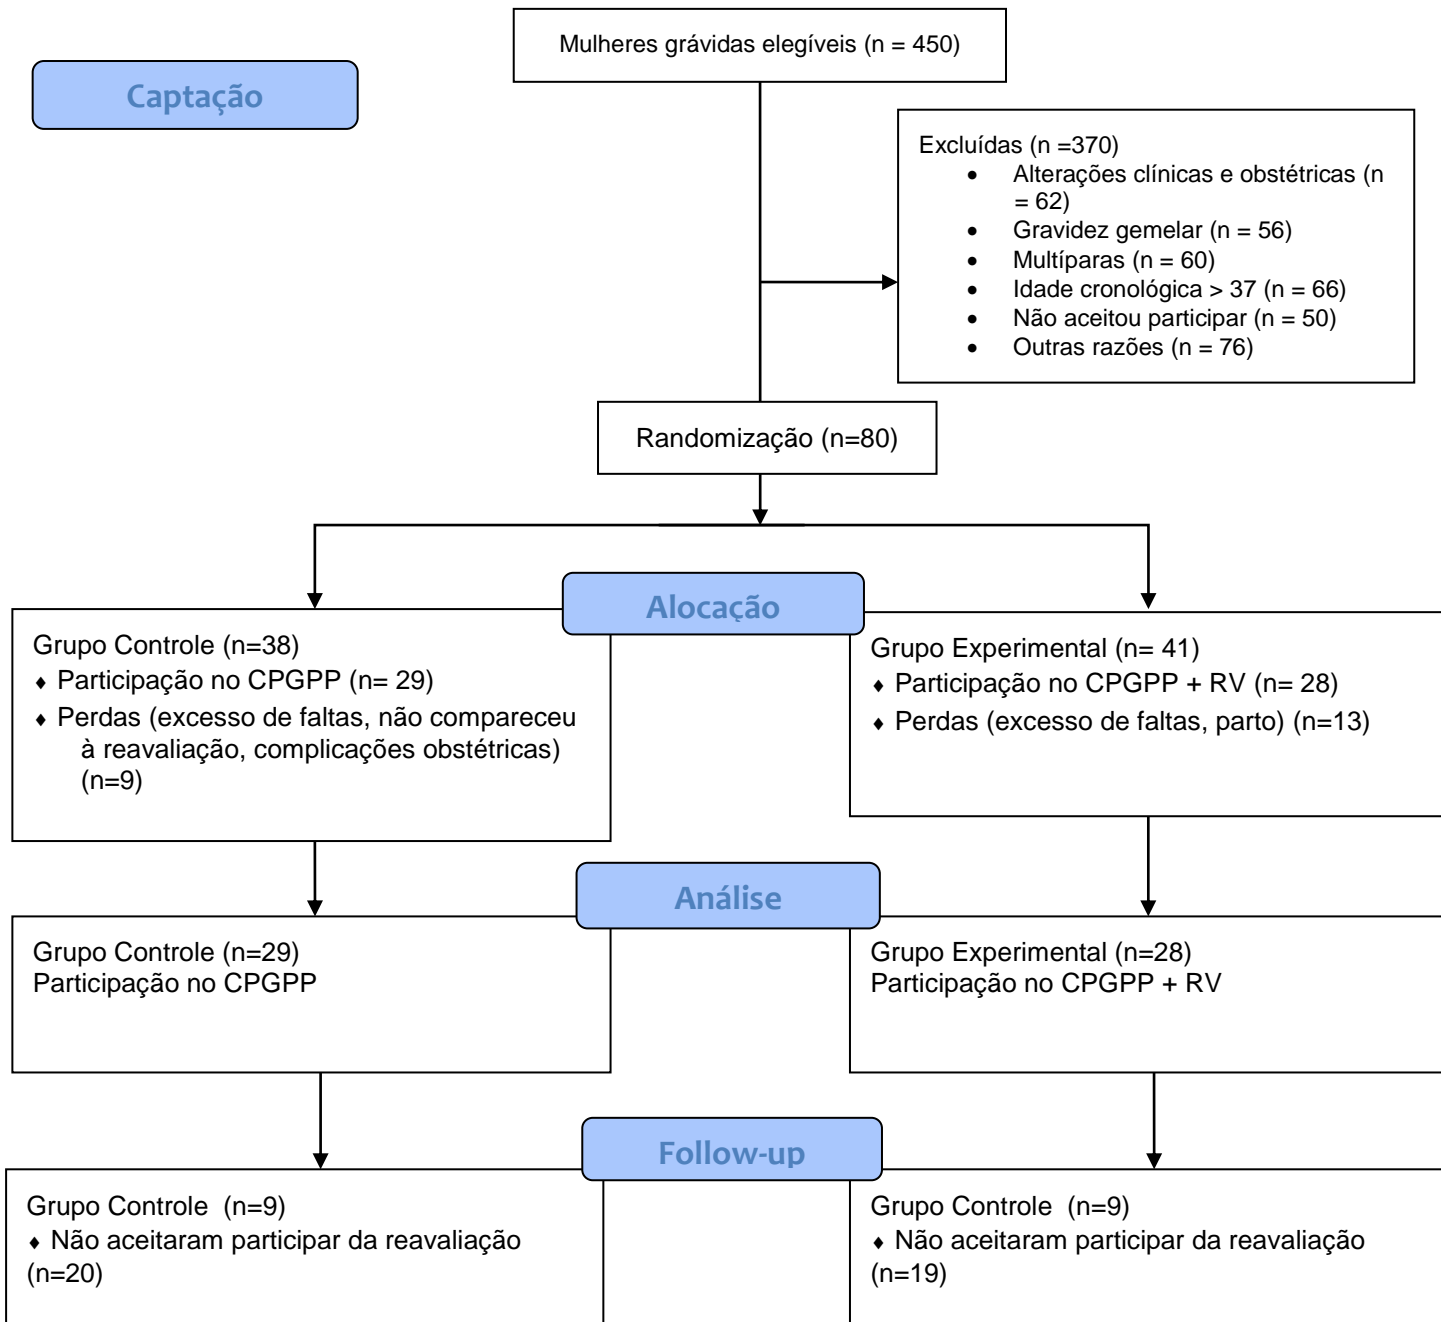 Mulheres grávidas elegíveis (n = 450)
Captação
Excluídas (n =370)
• Alterações clínicas e obstétricas (n
= 62)
• Gravidez gemelar (n = 56)
• Multíparas (n = 60)
• Idade cronológica > 37 (n = 66)
• Não aceitou participar (n = 50)
• Outras razões (n = 76)
Randomização (n=80)
Alocação
Grupo Controle (n=38)
♦ Participação no CPGPP (n= 29)
♦ Perdas (excesso de faltas, não compareceu
à reavaliação, complicações obstétricas)
(n=9)
Grupo Experimental (n= 41)
♦ Participação no CPGPP + RV (n= 28)
♦ Perdas (excesso de faltas, parto) (n=13)
Análise
Grupo Controle (n=29)
Participação no CPGPP
Grupo Experimental (n=28)
Participação no CPGPP + RV
Follow-up
Grupo Controle (n=9)
♦ Não aceitaram participar da reavaliação
(n=20)
Grupo Controle (n=9)
♦ Não aceitaram participar da reavaliação
(n=19)